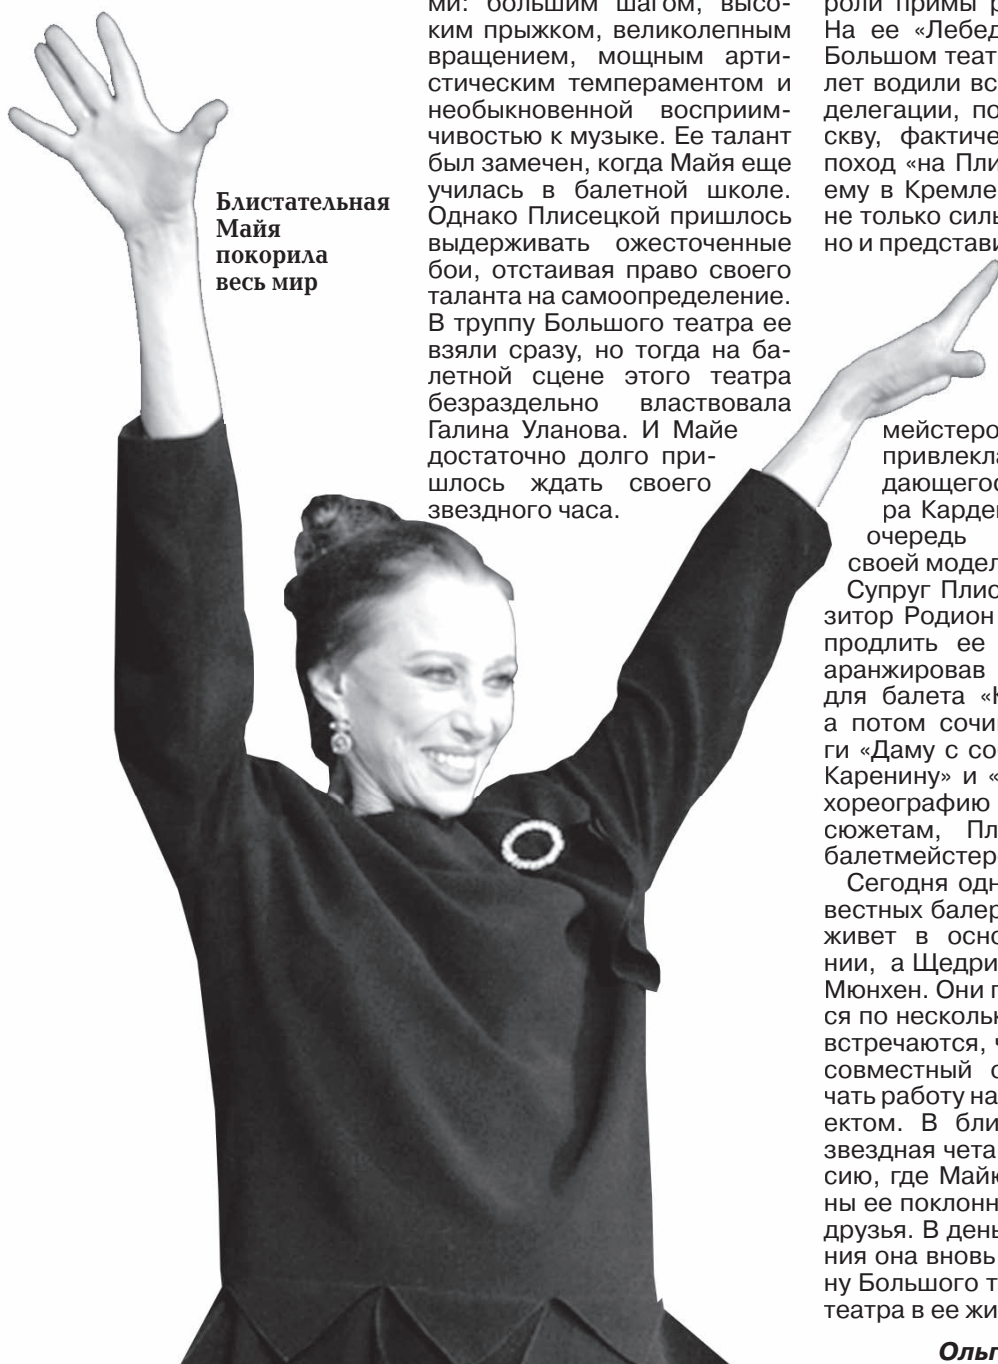 Блистательная
Майя
покорила
весь мир
ми: большим шагом, высо-
ким прыжком, великолепным
вращением, мощным арти-
стическим темпераментом и
необыкновенной восприим-
чивостью к музыке. Ее талант
был замечен, когда Майя еще
училась в балетной школе.
Однако Плисецкой пришлось
выдерживать ожесточенные
бои, отстаивая право своего
таланта на самоопределение.
В труппу Большого театра ее
взяли сразу, но тогда на ба-
летной сцене этого театра
безраздельно властвовала
Галина Уланова. И Майе
достаточно долго при-
шлось ждать своего
звездного часа.
роли примы р
На ее «Лебед
Большом теат
лет водили вс
делегации, по
скву, фактиче
поход «на Пли
ему в Кремле
не только силь
но и представи
мейстеро
привлекла
дающегос
ра Карде
очередь
своей модел
Супруг Плис
зитор Родион
продлить ее
аранжировав
для балета «К
а потом сочи
ги «Даму с со
Каренину» и «
хореографию
сюжетам, Пл
балетмейстер
Сегодня одн
вестных балер
живет в осно
нии, а Щедри
Мюнхен. Они п
ся по нескольк
встречаются, ч
совместный о
чать работу на
ектом. В бли
звездная чета
сию, где Майю
ны ее поклонн
друзья. В день
ния она вновь
ну Большого т
театра в ее жи
Ольг